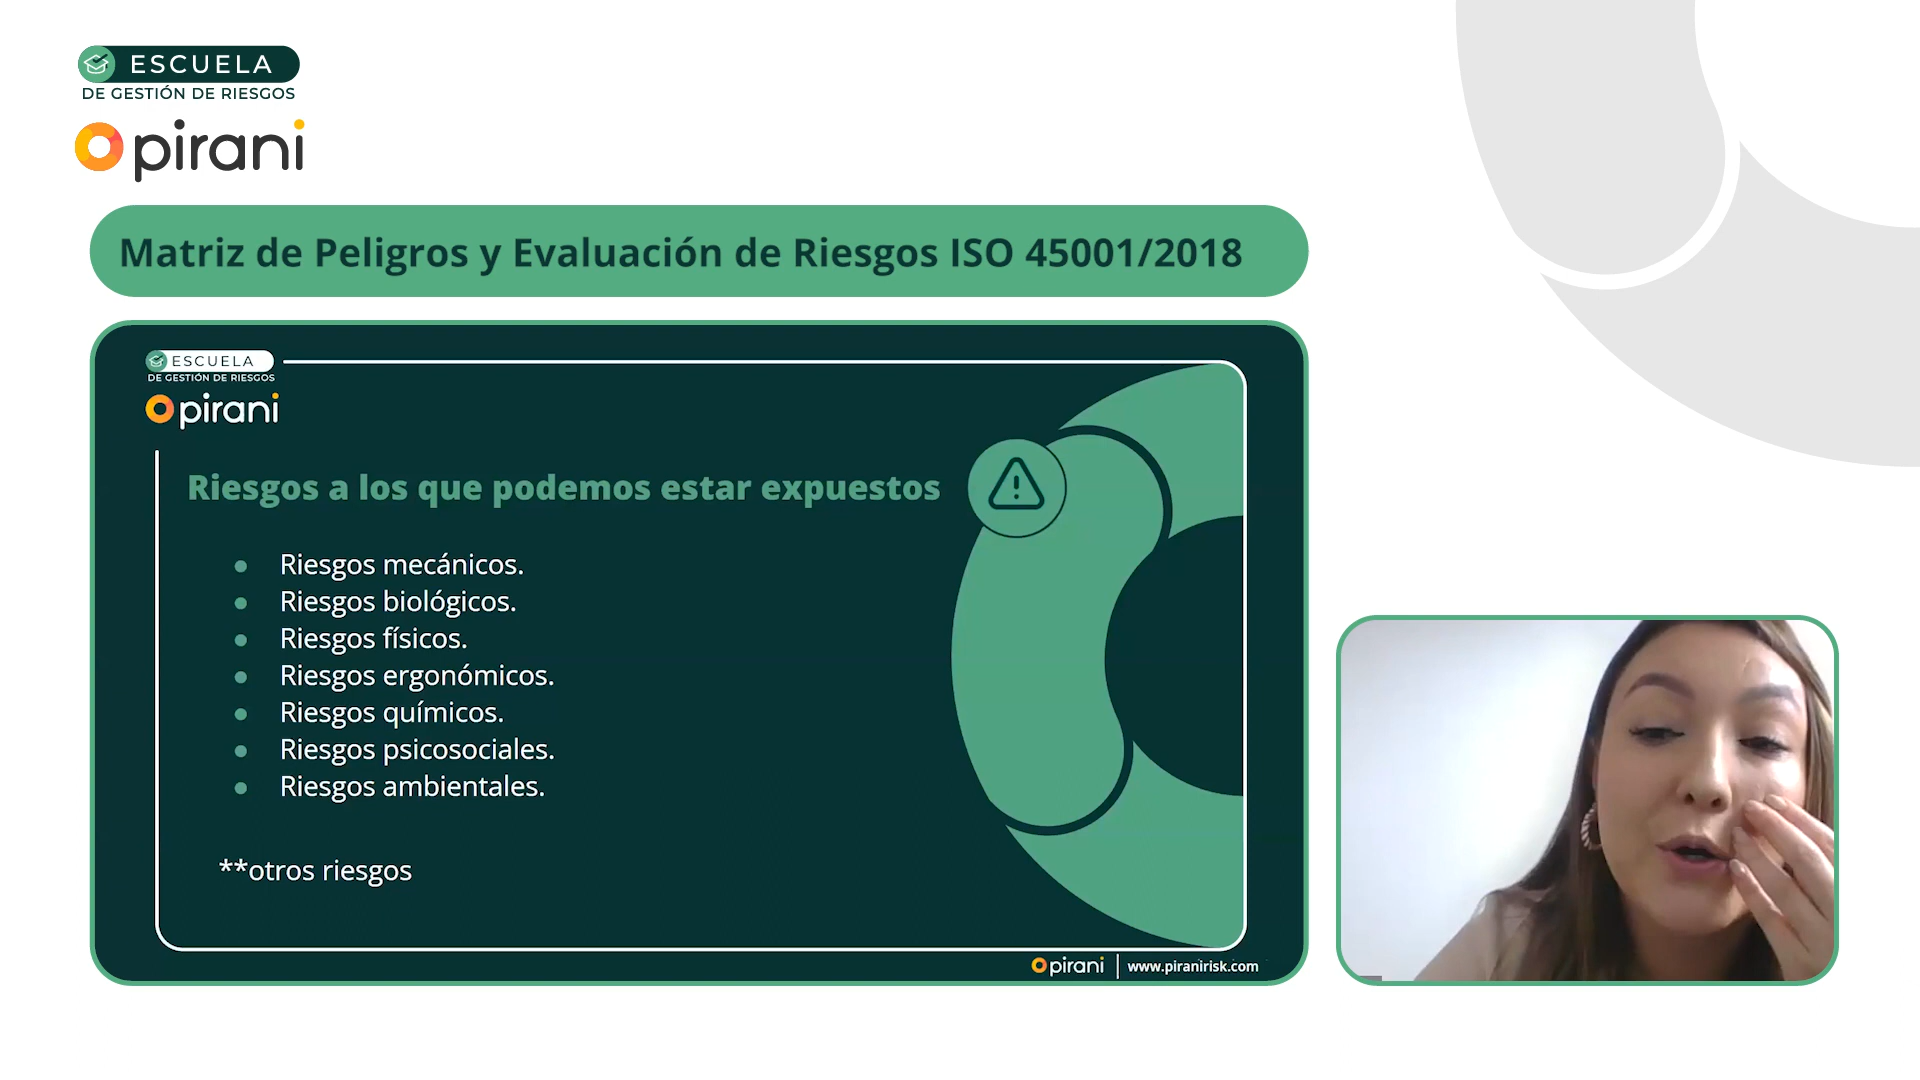 ESCUELA
DE GESTIÓN DE RIESGOS
pirani
Matriz de Peligros y Evaluación de Riesgos ISO 45001/2018
ESCUELA
DE GESTIÓN DE RIESGOS
pirani
Riesgos a los que podemos estar expuestos
Riesgos mecánicos.
Riesgos biológicos.
Riesgos físicos.
Riesgos ergonómicos.
Riesgos químicos.
Riesgos psicosociales.
Riesgos ambientales.
**otros riesgos
pirani | www.piranirisk.com